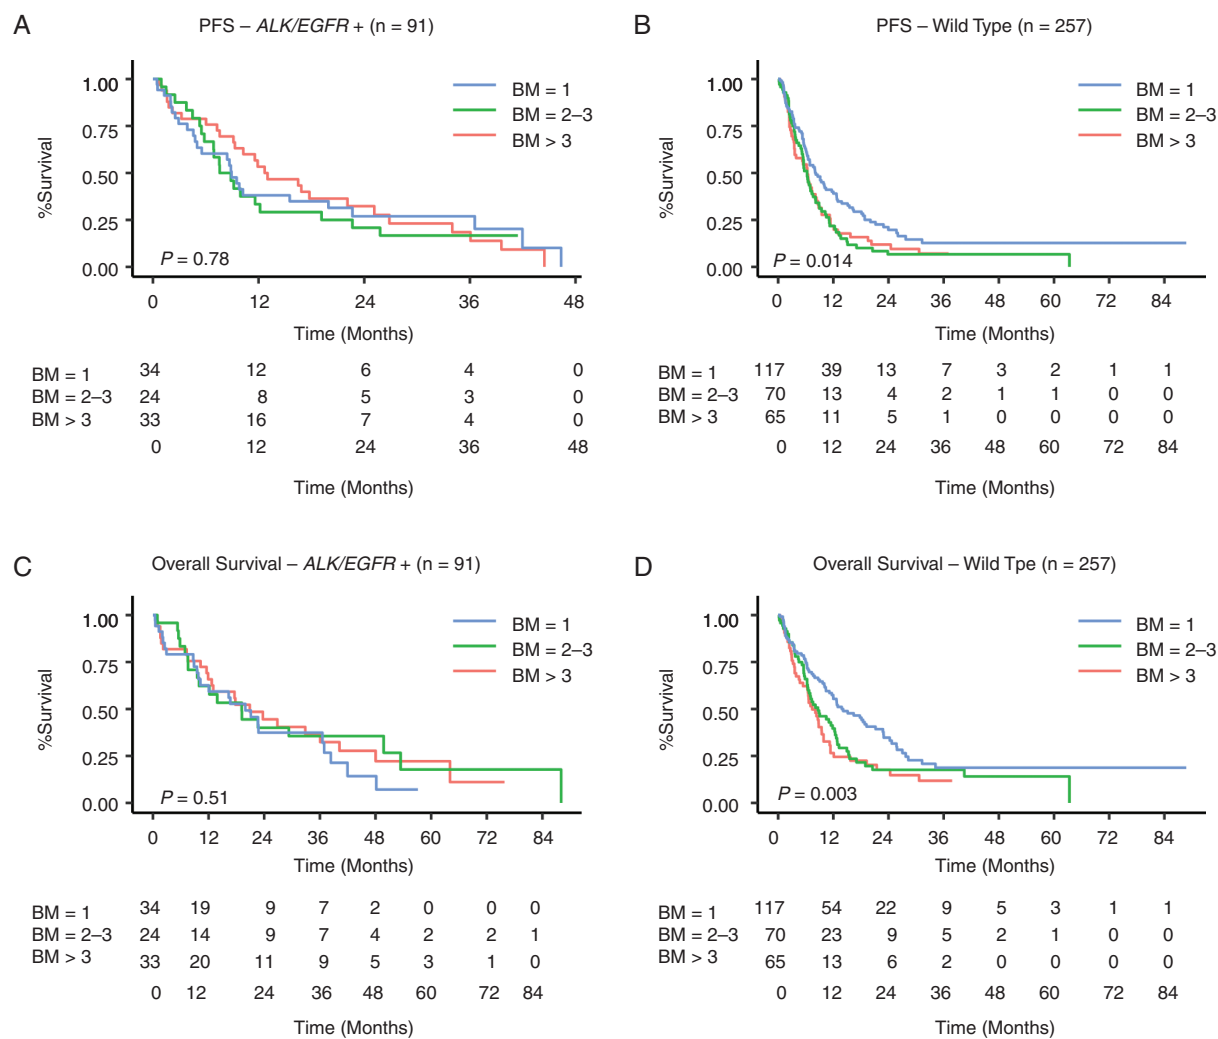 A
PFS – ALK/EGFR + (n = 91)
1.00
0.75
0.50
0.25
0.00
%Survival
BM = 1
BM = 2–3
BM > 3
P = 0.78
0 12 24 36 48
Time (Months)
BM = 1 34 12 6 4 0
BM = 2–3 24 8 5 3 0
BM > 3 33 16 7 4 0
0 12 24 36 48
Time (Months)
B
PFS – Wild Type (n = 257)
1.00
0.75
0.50
0.25
0.00
%Survival
BM = 1
BM = 2–3
BM > 3
P = 0.014
0 12 24 36 48 60 72 84
Time (Months)
BM = 1 117 39 13 7 3 2 1 1
BM = 2–3 70 13 4 2 1 1 0 0
BM > 3 65 11 5 1 0 0 0 0
0 12 24 36 48 60 72 84
Time (Months)
C
Overall Survival – ALK/EGFR + (n = 91)
1.00
0.75
0.50
0.25
0.00
%Survival
BM = 1
BM = 2–3
BM > 3
P = 0.51
0 12 24 36 48 60 72 84
Time (Months)
BM = 1 34 19 9 7 2 0 0 0
BM = 2–3 24 14 9 7 4 2 2 1
BM > 3 33 20 11 9 5 3 1 0
0 12 24 36 48 60 72 84
Time (Months)
D
Overall Survival – Wild Tpe (n = 257)
1.00
0.75
0.50
0.25
0.00
%Survival
BM = 1
BM = 2–3
BM > 3
P = 0.003
0 12 24 36 48 60 72 84
Time (Months)
BM = 1 117 54 22 9 5 3 1 1
BM = 2–3 70 23 9 5 2 1 0 0
BM > 3 65 13 6 2 0 0 0 0
0 12 24 36 48 60 72 84
Time (Months)